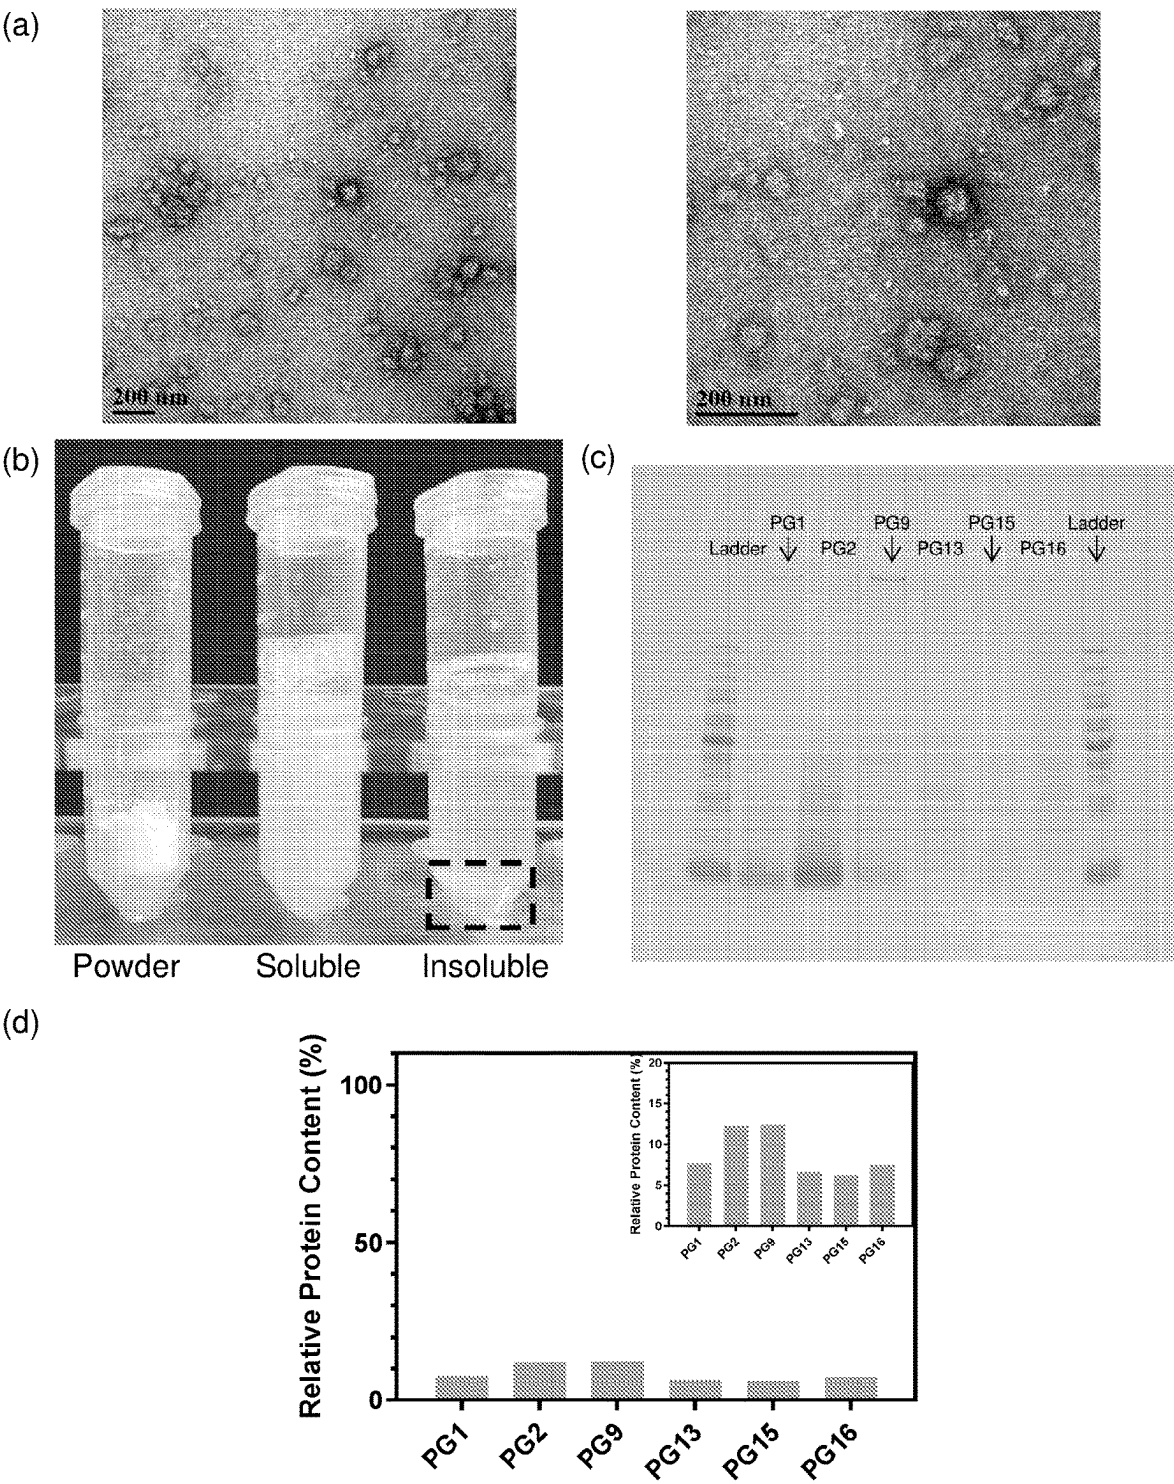 (a)
200 nm
200 nm
(b)
(c)
PG1 PG9 PG15 Ladder
Ladder PG2 PG13 PG16
Powder Soluble Insoluble
(d)
Relative Protein Content (%)
100
50
0
PG1 PG2 PG9 PG13 PG15 PG16
Relative Protein Content (%)
20
15
10
5
0
PG1 PG2 PG9 PG13 PG15 PG16